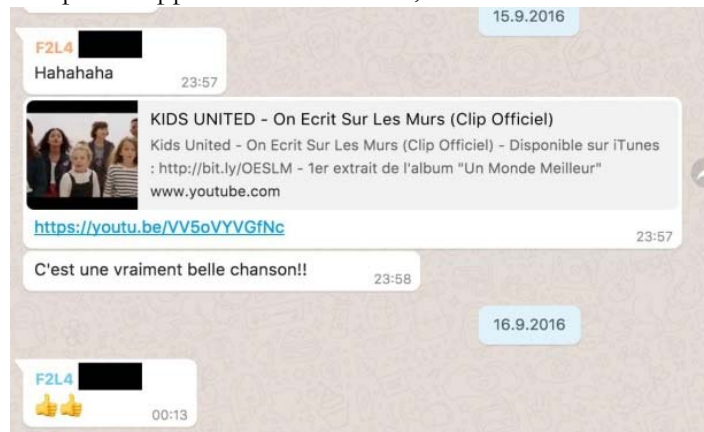 15.9.2016
F2L4
Hahahaha
23:57
KIDS UNITED - On Ecrit Sur Les Murs (Clip Officiel)
Kids United - On Ecrit Sur Les Murs (Clip Officiel) - Disponible sur iTunes
: http://bit.ly/OESLM - 1er extrait de l'album "Un Monde Meilleur"
www.youtube.com
https://youtu.be/VV5oVYVGfNc
23:57
C'est une vraiment belle chanson!!
23:58
16.9.2016
F2L4
👍👍
00:13